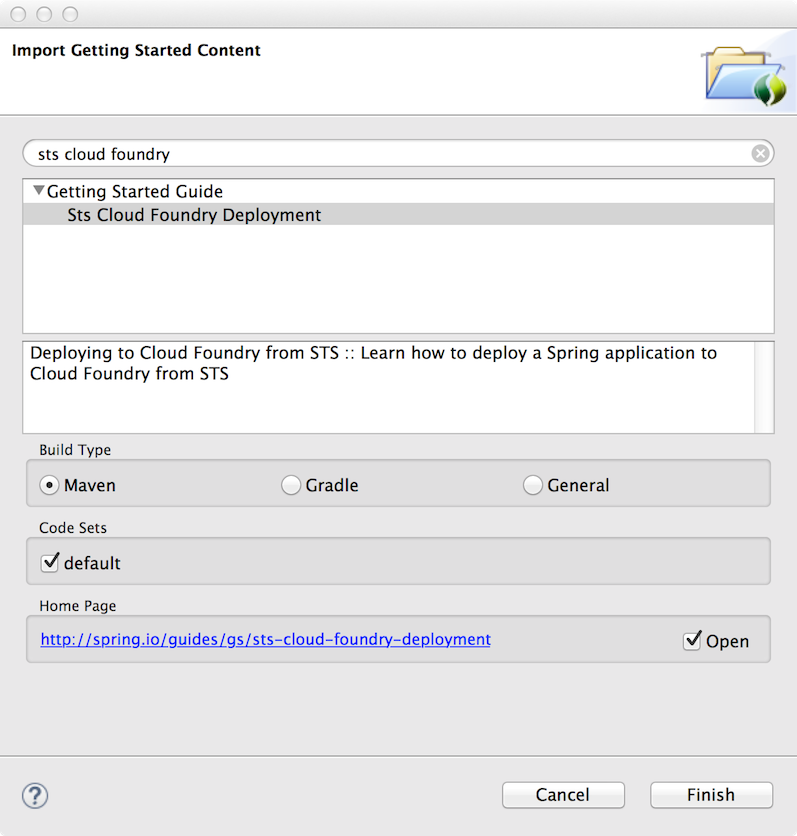 Import Getting Started Content
sts cloud foundry
Getting Started Guide
Sts Cloud Foundry Deployment
Deploying to Cloud Foundry from STS :: Learn how to deploy a Spring application to
Cloud Foundry from STS
Build Type
Maven Gradle General
Code Sets
default
Home Page
http://spring.io/guides/gs/sts-cloud-foundry-deployment Open
? Cancel Finish